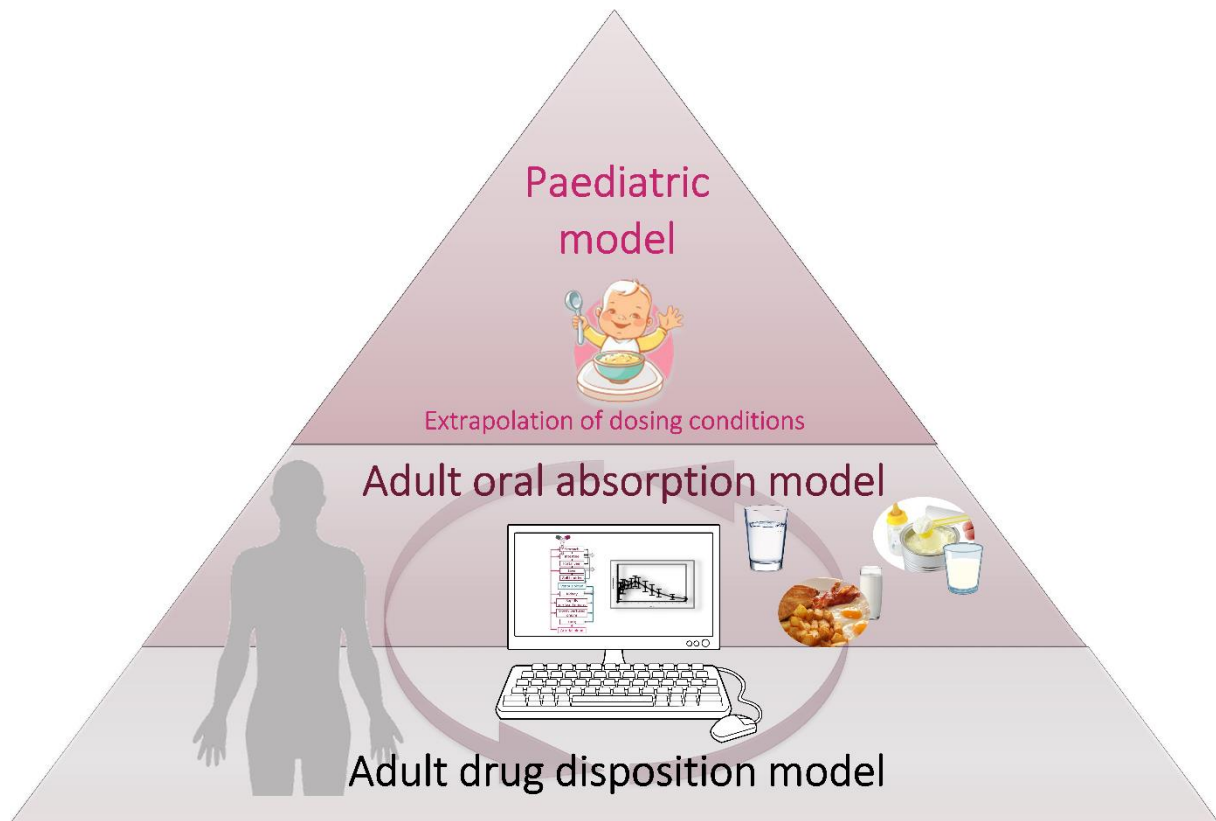 Paediatric
model
Extrapolation of dosing conditions
Adult oral absorption model
Adult drug disposition model